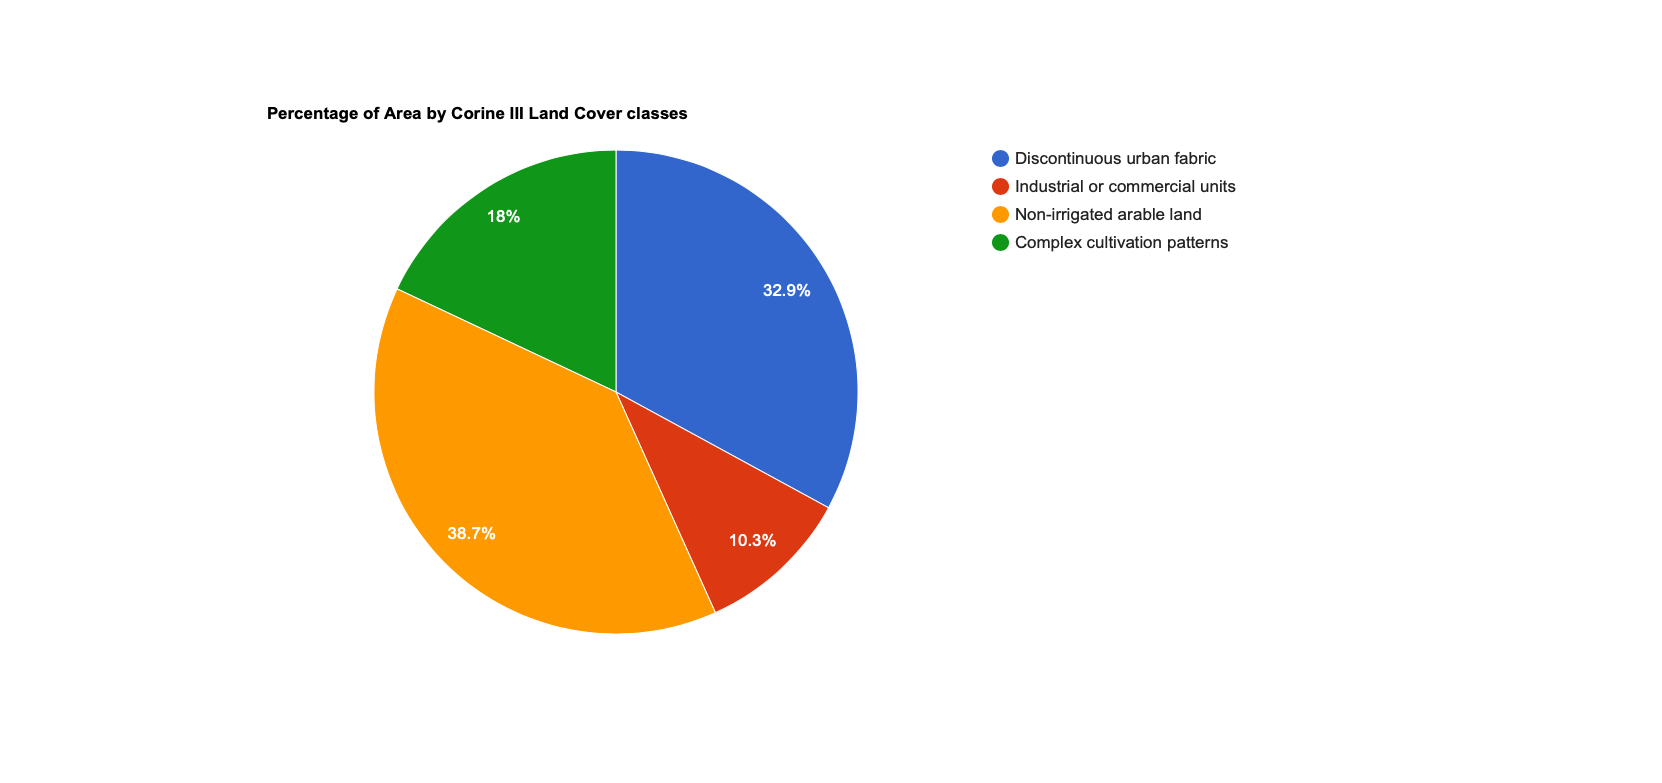 Percentage of Area by Corine III Land Cover classes
Discontinuous urban fabric
Industrial or commercial units
Non-irrigated arable land
Complex cultivation patterns
18%
32.9%
38.7%
10.3%